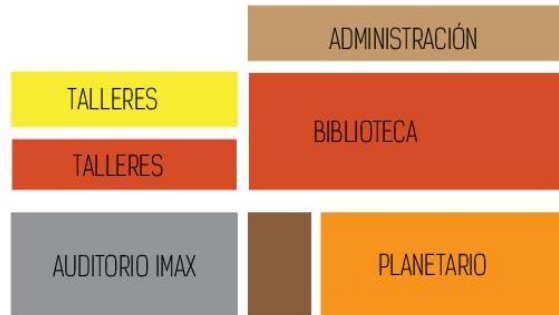 ADMINISTRACIÓN
TALLERES
BIBLIOTECA
TALLERES
AUDITORIO IMAX
PLANETARIO